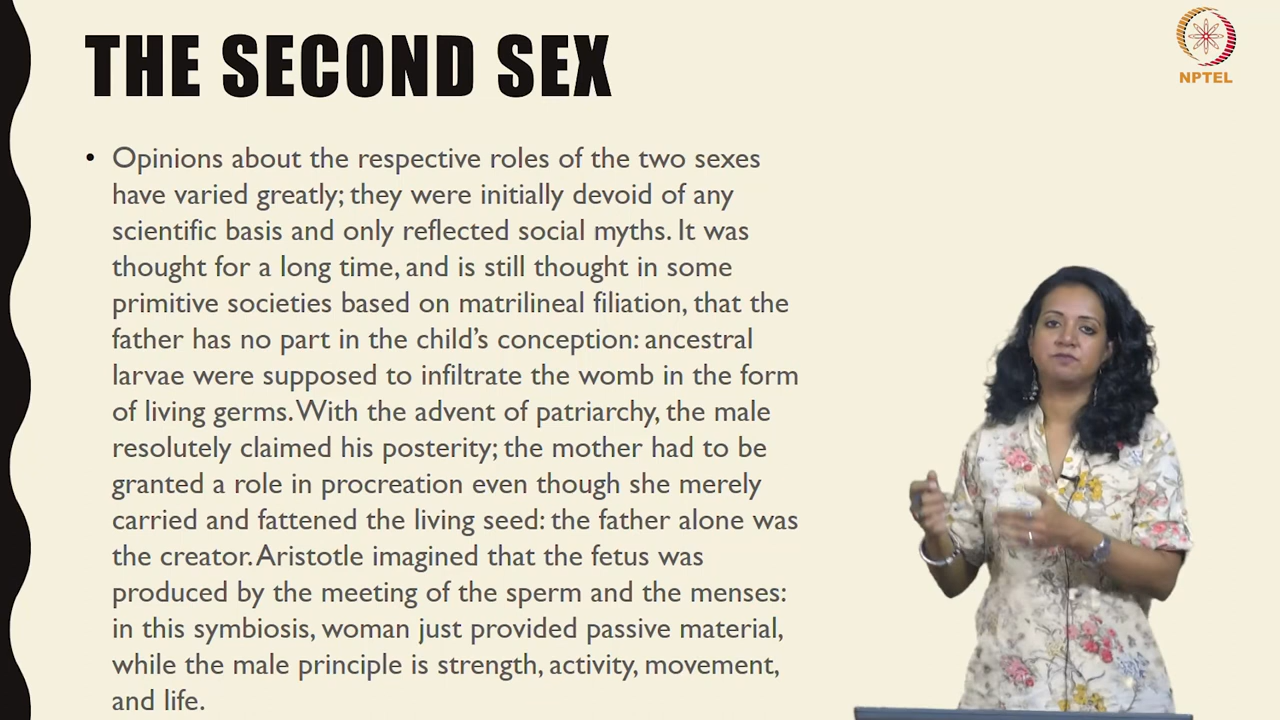 THE SECOND SEX
NPTEL
• Opinions about the respective roles of the two sexes
have varied greatly; they were initially devoid of any
scientific basis and only reflected social myths. It was
thought for a long time, and is still thought in some
primitive societies based on matrilineal filiation, that the
father has no part in the child’s conception: ancestral
larvae were supposed to infiltrate the womb in the form
of living germs. With the advent of patriarchy, the male
resolutely claimed his posterity; the mother had to be
granted a role in procreation even though she merely
carried and fattened the living seed: the father alone was
the creator. Aristotle imagined that the fetus was
produced by the meeting of the sperm and the menses:
in this symbiosis, woman just provided passive material,
while the male principle is strength, activity, movement,
and life.